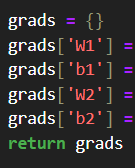 grads = {}
grads['W1'] =
grads['b1'] =
grads['W2'] =
grads['b2'] =
return grads